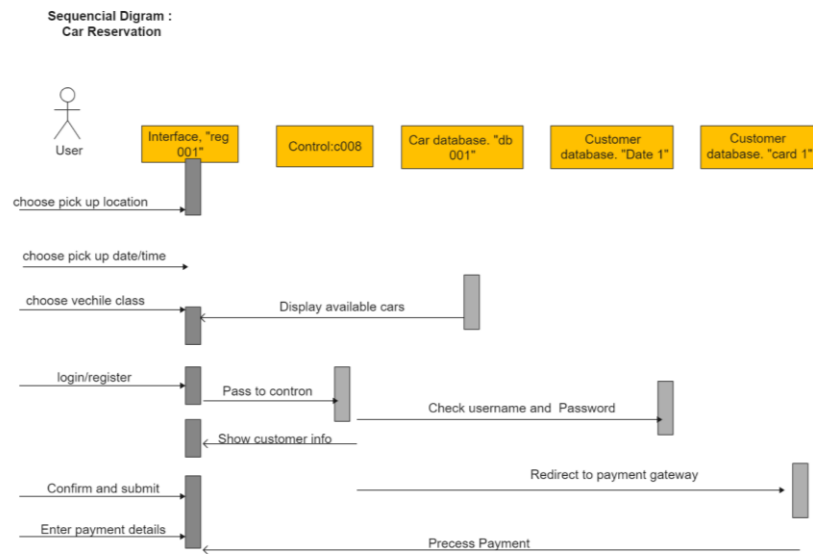 Sequencial Digram :
Car Reservation
User
Interface, "reg
001"
Control:c008
Car database. "db
001"
Customer
database. "Date 1"
Customer
database. "card 1"
choose pick up location
choose pick up date/time
choose vechile class
Display available cars
login/register
Pass to contron
Check username and Password
Show customer info
Redirect to payment gateway
Confirm and submit
Enter payment details
Precess Payment